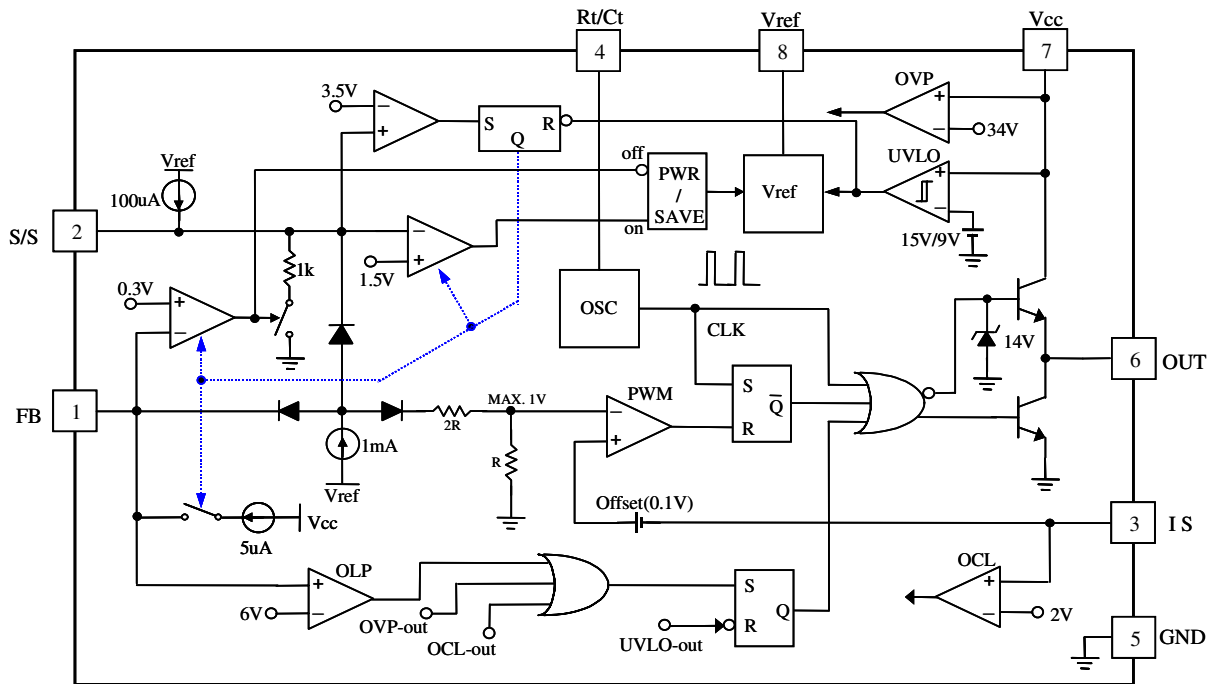 Rt/Ct
Vref
Vcc
4
8
7
OVP
3.5V
−
+
S
R
Q
+
−
34V
off
UVLO
Vref
100uA
PWR
/
SAVE
Vref
+
−
S/S
2
on
15V/9V
1k
−
+
1.5V
0.3V
+
−
OSC
CLK
14V
6
OUT
FB
1
MAX. 1V
PWM
S
Q
R
2R
−
+
1mA
R
Vref
Offset(0.1V)
3
I S
Vcc
5uA
OLP
OCL
+
−
6V
S
Q
R
+
−
2V
OVP-out
OCL-out
UVLO-out
5
GND